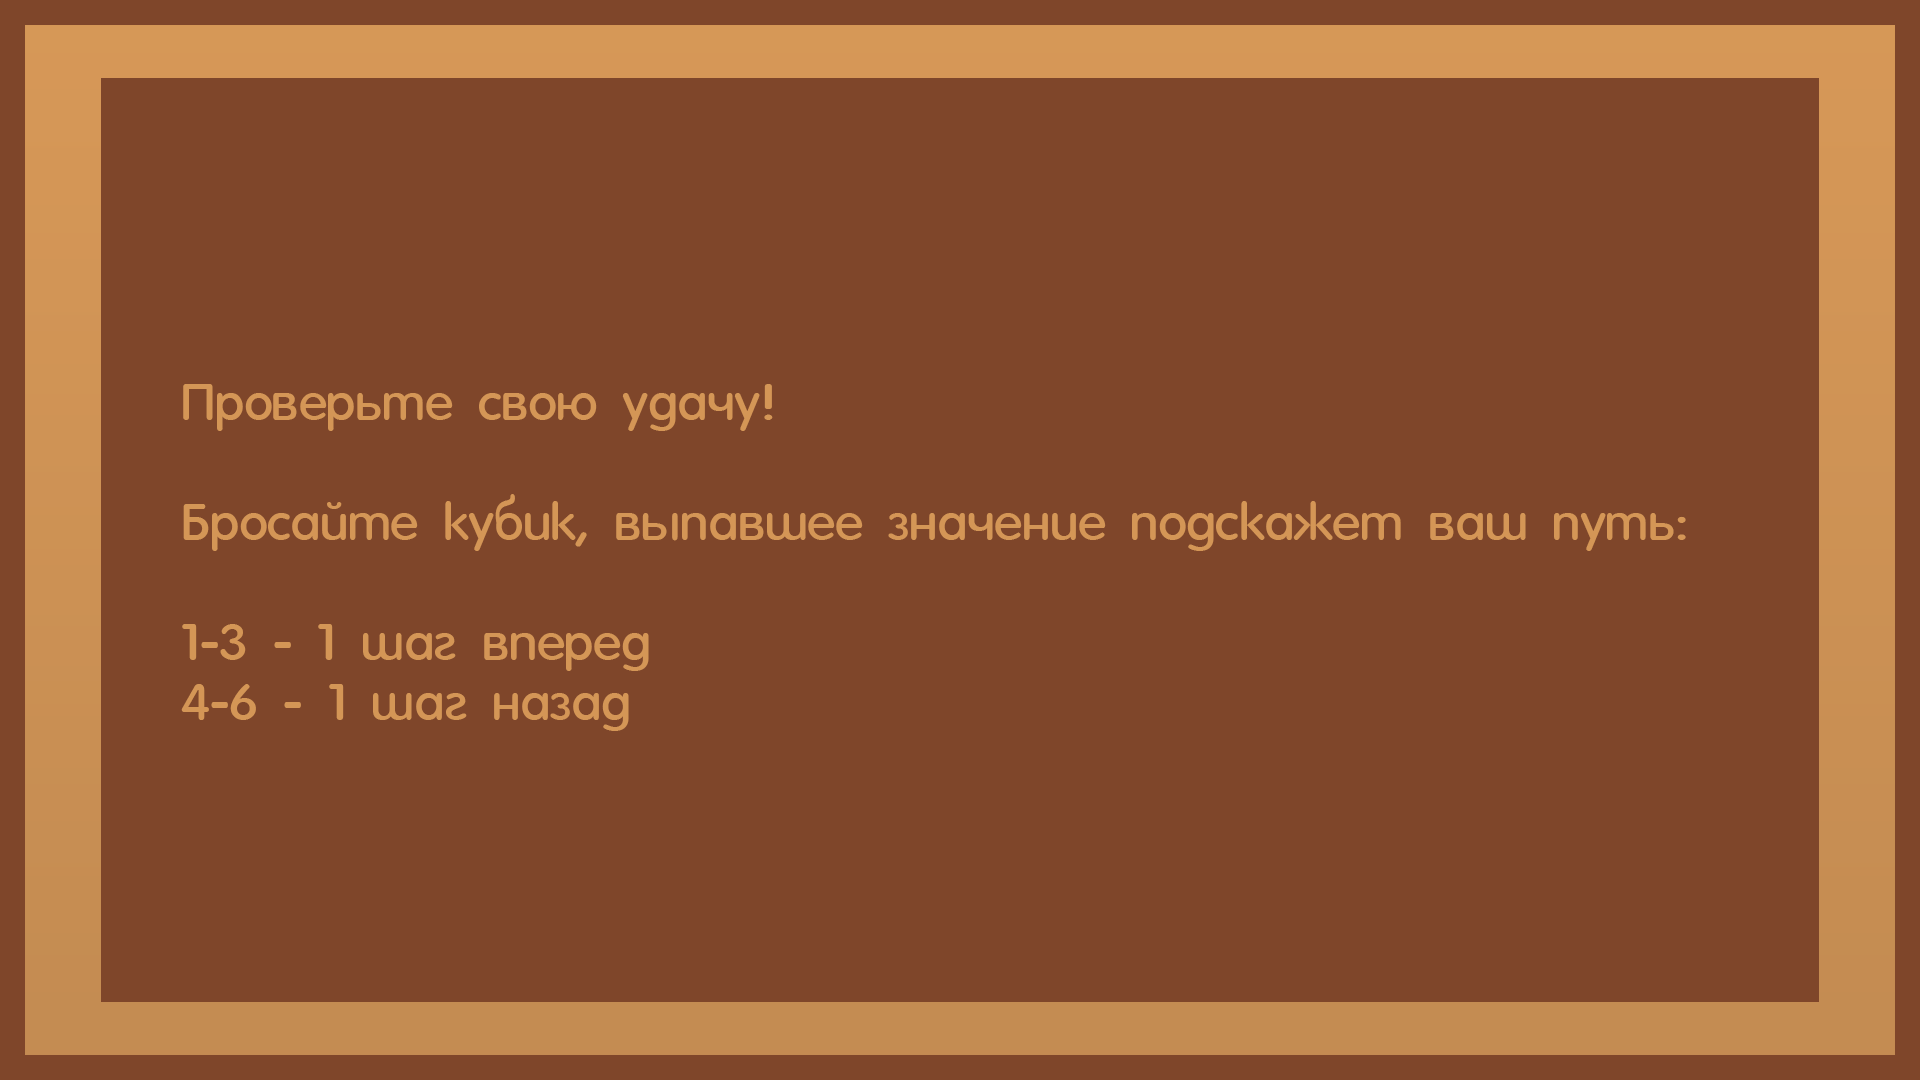 Проверьте свою удачу!
Бросайте кубик, выпавшее значение подскажет ваш путь:
1-3 - 1 шаг вперед
4-6 - 1 шаг назад